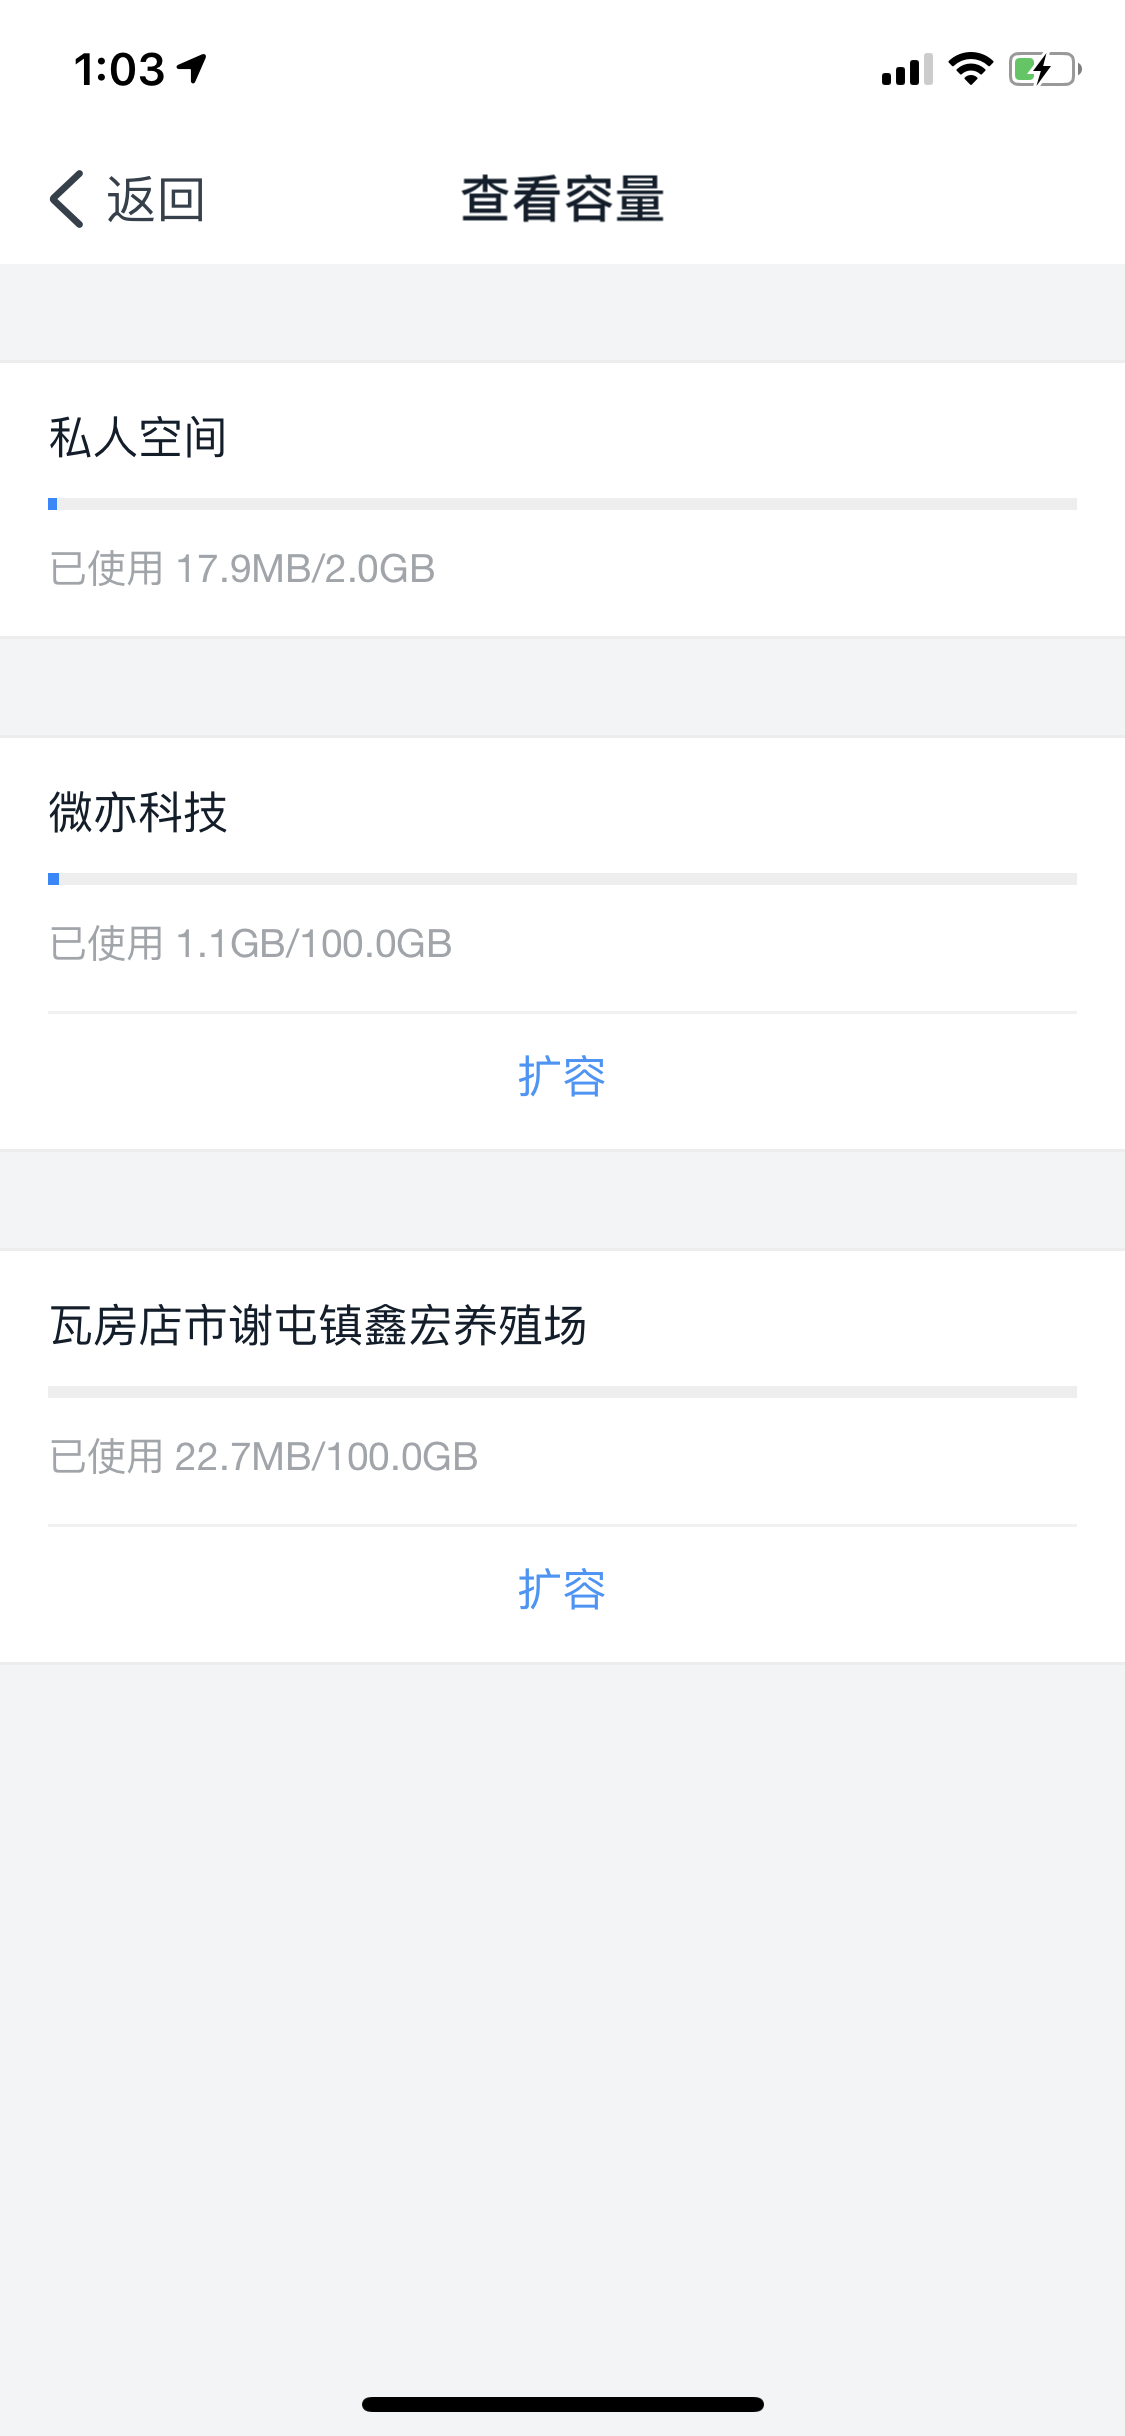 1:03
返回
查看容量
私人空间
已使用 17.9MB/2.0GB
微亦科技
已使用 1.1GB/100.0GB
扩容
瓦房店市谢屯镇鑫宏养殖场
已使用 22.7MB/100.0GB
扩容